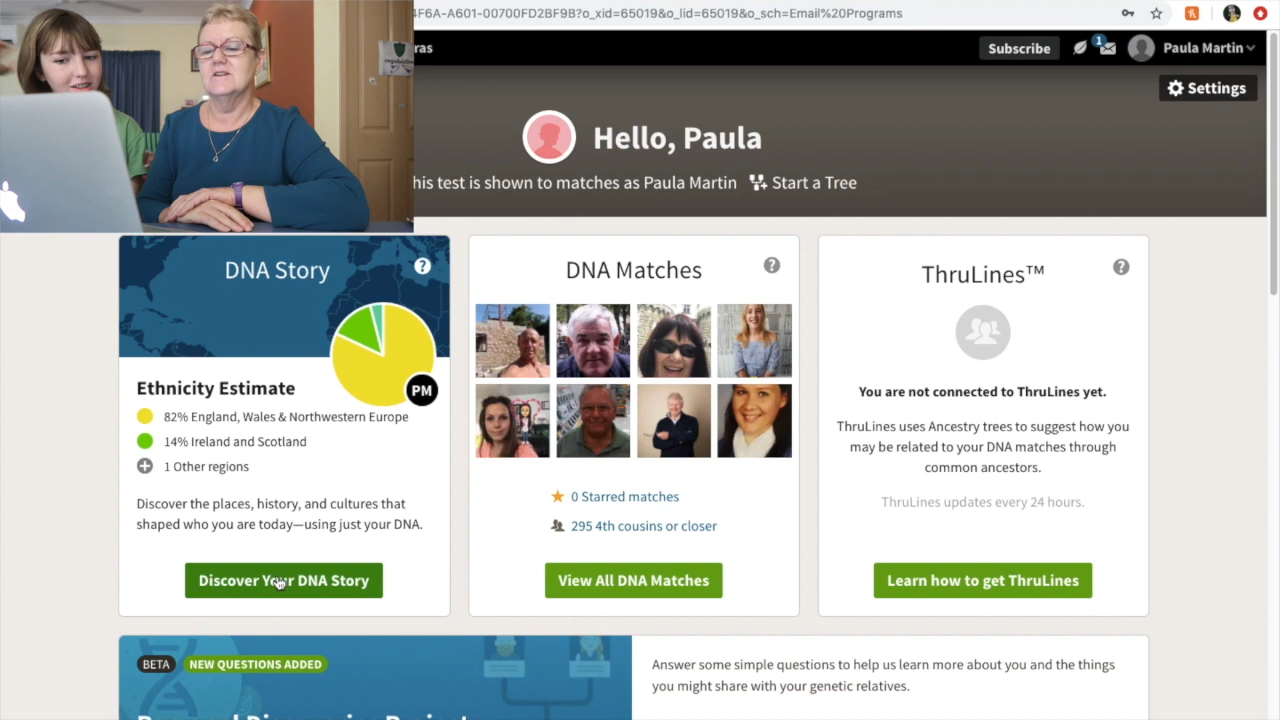 4F6A-A601-00700FD2BF9B?o_xid=65019&o_lid=65019&o_sch=Email%20Programs
ras
Subscribe
1
Paula Martin
Settings
Hello, Paula
his test is shown to matches as Paula Martin
Start a Tree
DNA Story
?
PM
Ethnicity Estimate
82% England, Wales & Northwestern Europe
14% Ireland and Scotland
1 Other regions
Discover the places, history, and cultures that
shaped who you are today—using just your DNA.
Discover Your DNA Story
DNA Matches
?
0 Starred matches
295 4th cousins or closer
View All DNA Matches
ThruLines™
?
You are not connected to ThruLines yet.
ThruLines uses Ancestry trees to suggest how you
may be related to your DNA matches through
common ancestors.
ThruLines updates every 24 hours.
Learn how to get ThruLines
BETA
NEW QUESTIONS ADDED
Answer some simple questions to help us learn more about you and the things
you might share with your genetic relatives.